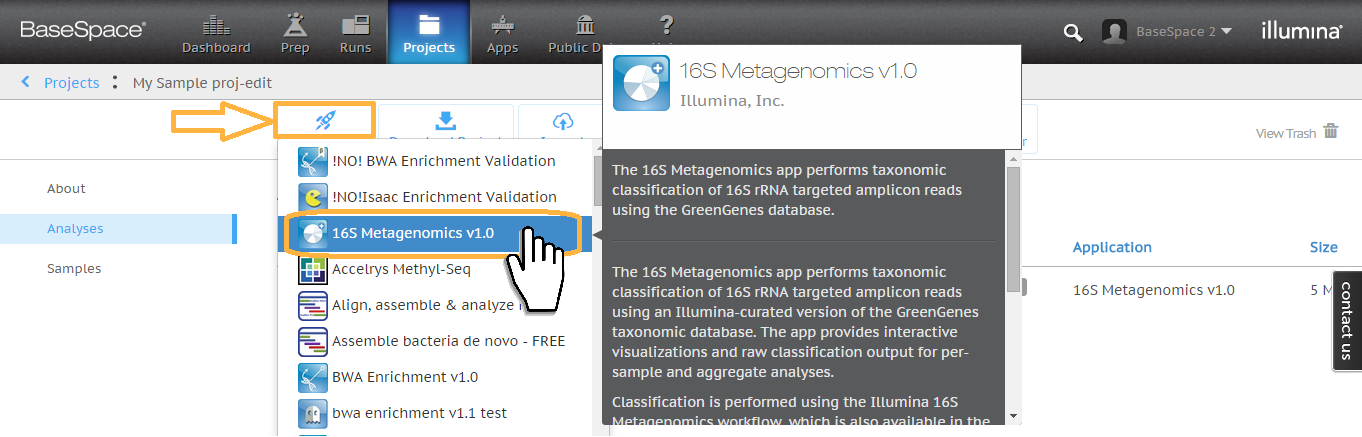 BaseSpace®
Dashboard
Prep
Runs
Projects
Apps
Public D
BaseSpace 2
illumina®
Projects : My Sample proj-edit
View Trash
About
Analyses
Samples
!NO! BWA Enrichment Validation
!NO!Isaac Enrichment Validation
16S Metagenomics v1.0
Accelrys Methyl-Seq
Align, assemble & analyze
Assemble bacteria de novo - FREE
BWA Enrichment v1.0
bwa enrichment v1.1 test
16S Metagenomics v1.0
Illumina, Inc.
The 16S Metagenomics app performs taxonomic
classification of 16S rRNA targeted amplicon reads
using the GreenGenes database.
The 16S Metagenomics app performs taxonomic
classification of 16S rRNA targeted amplicon reads
using an Illumina-curated version of the GreenGenes
taxonomic database. The app provides interactive
visualizations and raw classification output for per-
sample and aggregate analyses.
Classification is performed using the Illumina 16S
Metagenomics workflow, which is also available in the
Application
Size
16S Metagenomics v1.0
5 M
contact us